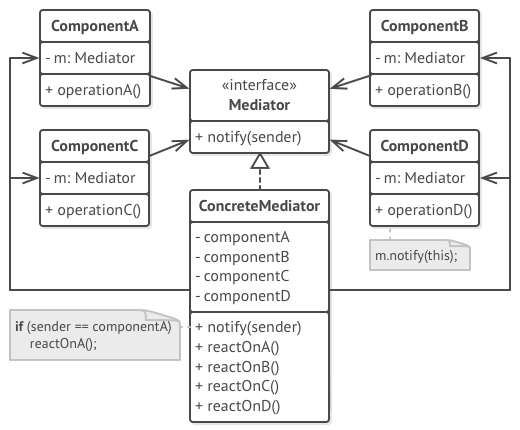 ComponentA
- m: Mediator
+ operationA()
ComponentB
- m: Mediator
+ operationB()
«interface»
Mediator
+ notify(sender)
ComponentC
- m: Mediator
+ operationC()
ComponentD
- m: Mediator
+ operationD()
m.notify(this);
ConcreteMediator
- componentA
- componentB
- componentC
- componentD
+ notify(sender)
+ reactOnA()
+ reactOnB()
+ reactOnC()
+ reactOnD()
if (sender == componentA)
reactOnA();